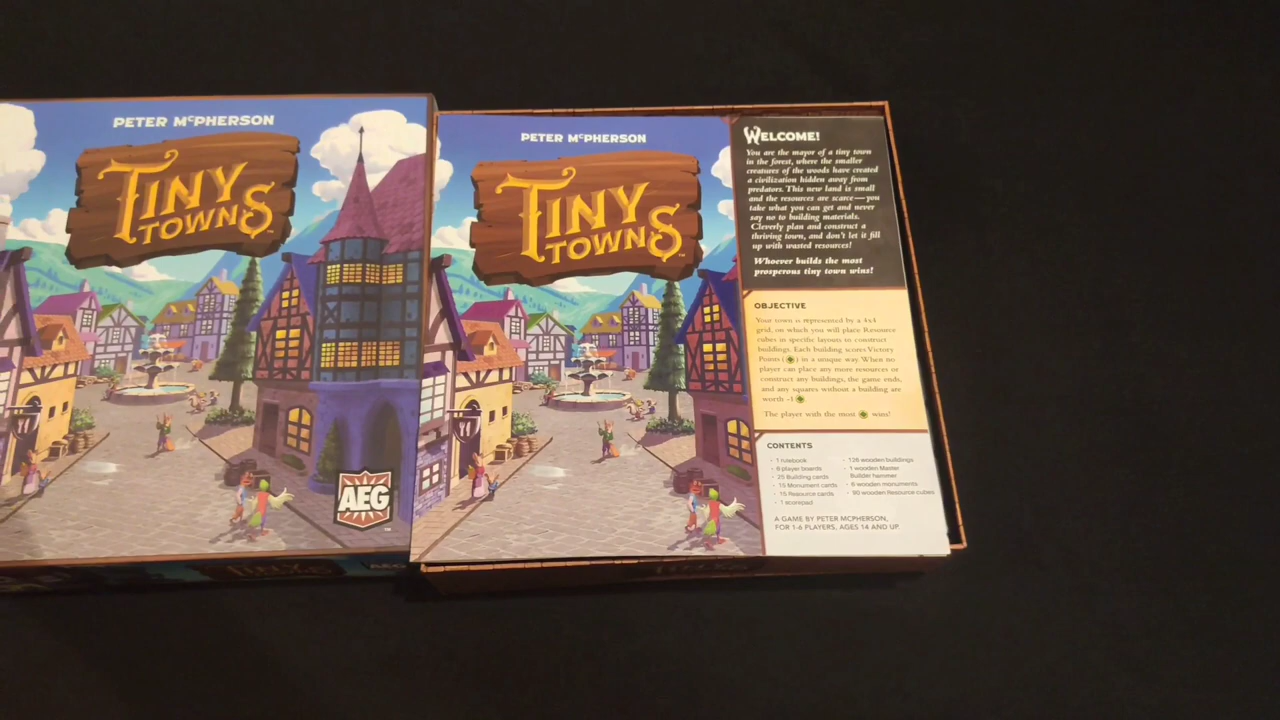 PETER McPHERSON
TINY
TOWNS
AEG
PETER McPHERSON
TINY
TOWNS
WELCOME!
You are the mayor of a tiny town
in the forest, where the smaller
creatures of the woods have created
a civilization hidden away from
predators. This new land is small
and the resources are scarce—you
take what you can get and never
say no to building materials.
Cleverly plan and construct a
thriving town, and don't let it fill
up with wasted resources!
Whoever builds the most
prosperous tiny town wins!
OBJECTIVE
Your town is represented by a 4x4
grid, on which you will place Resource
cubes in specific layouts to construct
buildings. Each building scores Victory
Points ( ) in a unique way. When no
player can place any more resources or
construct any buildings, the game ends,
and any squares without a building are
worth -1
The player with the most wins!
CONTENTS
· 1 rulebook
· 6 player boards
· 25 Building cards
· 15 Monument cards
· 15 Resource cards
· 1 scorepad
· 126 wooden buildings
· 1 wooden Master
Builder hammer
· 6 wooden monuments
· 90 wooden Resource cubes
A GAME BY PETER MCPHERSON,
FOR 1-6 PLAYERS, AGES 14 AND UP.
TINY
AEG
TINY